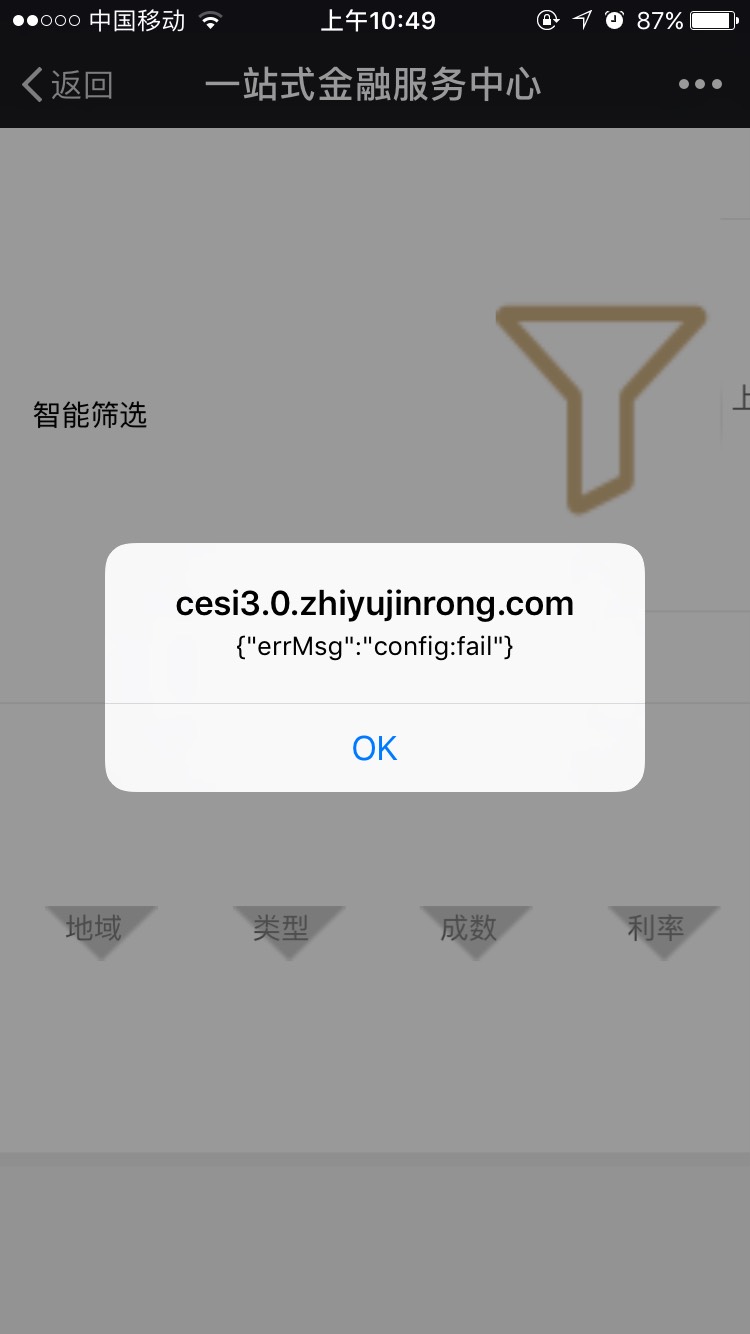 中国移动 上午10:49 87%
返回 一站式金融服务中心
智能筛选
上
cesi3.0.zhiyujinrong.com
{"errMsg":"config:fail"}
OK
地域 类型 成数 利率